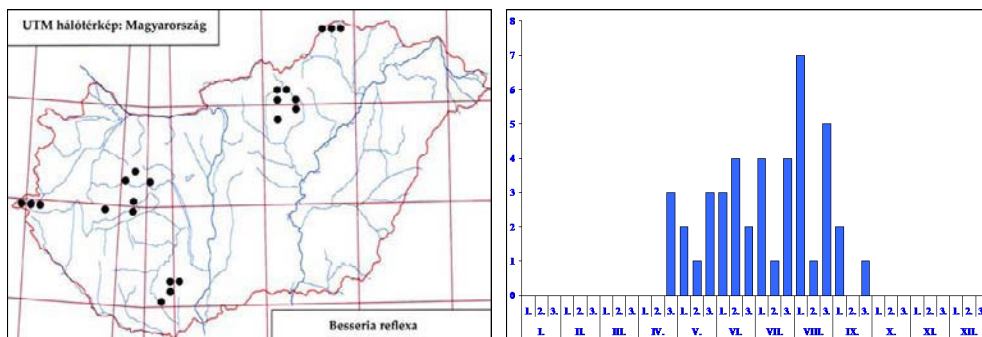 UTM hálótérkép: Magyarország
Besseria reflexa
8
7
6
5
4
3
2
1
0
1. 2. 3. 1. 2. 3. 1. 2. 3. 1. 2. 3. 1. 2. 3. 1. 2. 3. 1. 2. 3. 1. 2. 3. 1. 2. 3. 1. 2. 3. 1. 2. 3. 1. 2. 3.
I. II. III. IV. V. VI. VII. VIII. IX. X. XI. XII.